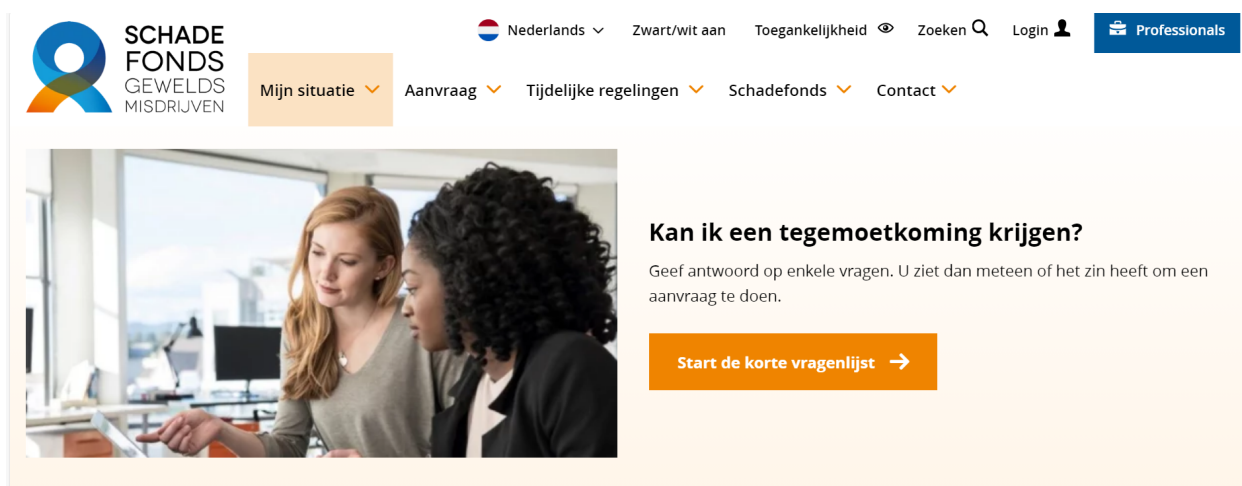 SCHADE
FONDS
GEWELDS
MISDRIJVEN
Nederlands
Zwart/wit aan
Toegankelijkheid
Zoeken
Login
Professionals
Mijn situatie
Aanvraag
Tijdelijke regelingen
Schadefonds
Contact
Kan ik een tegemoetkoming krijgen?
Geef antwoord op enkele vragen. U ziet dan meteen of het zin heeft om een
aanvraag te doen.
Start de korte vragenlijst